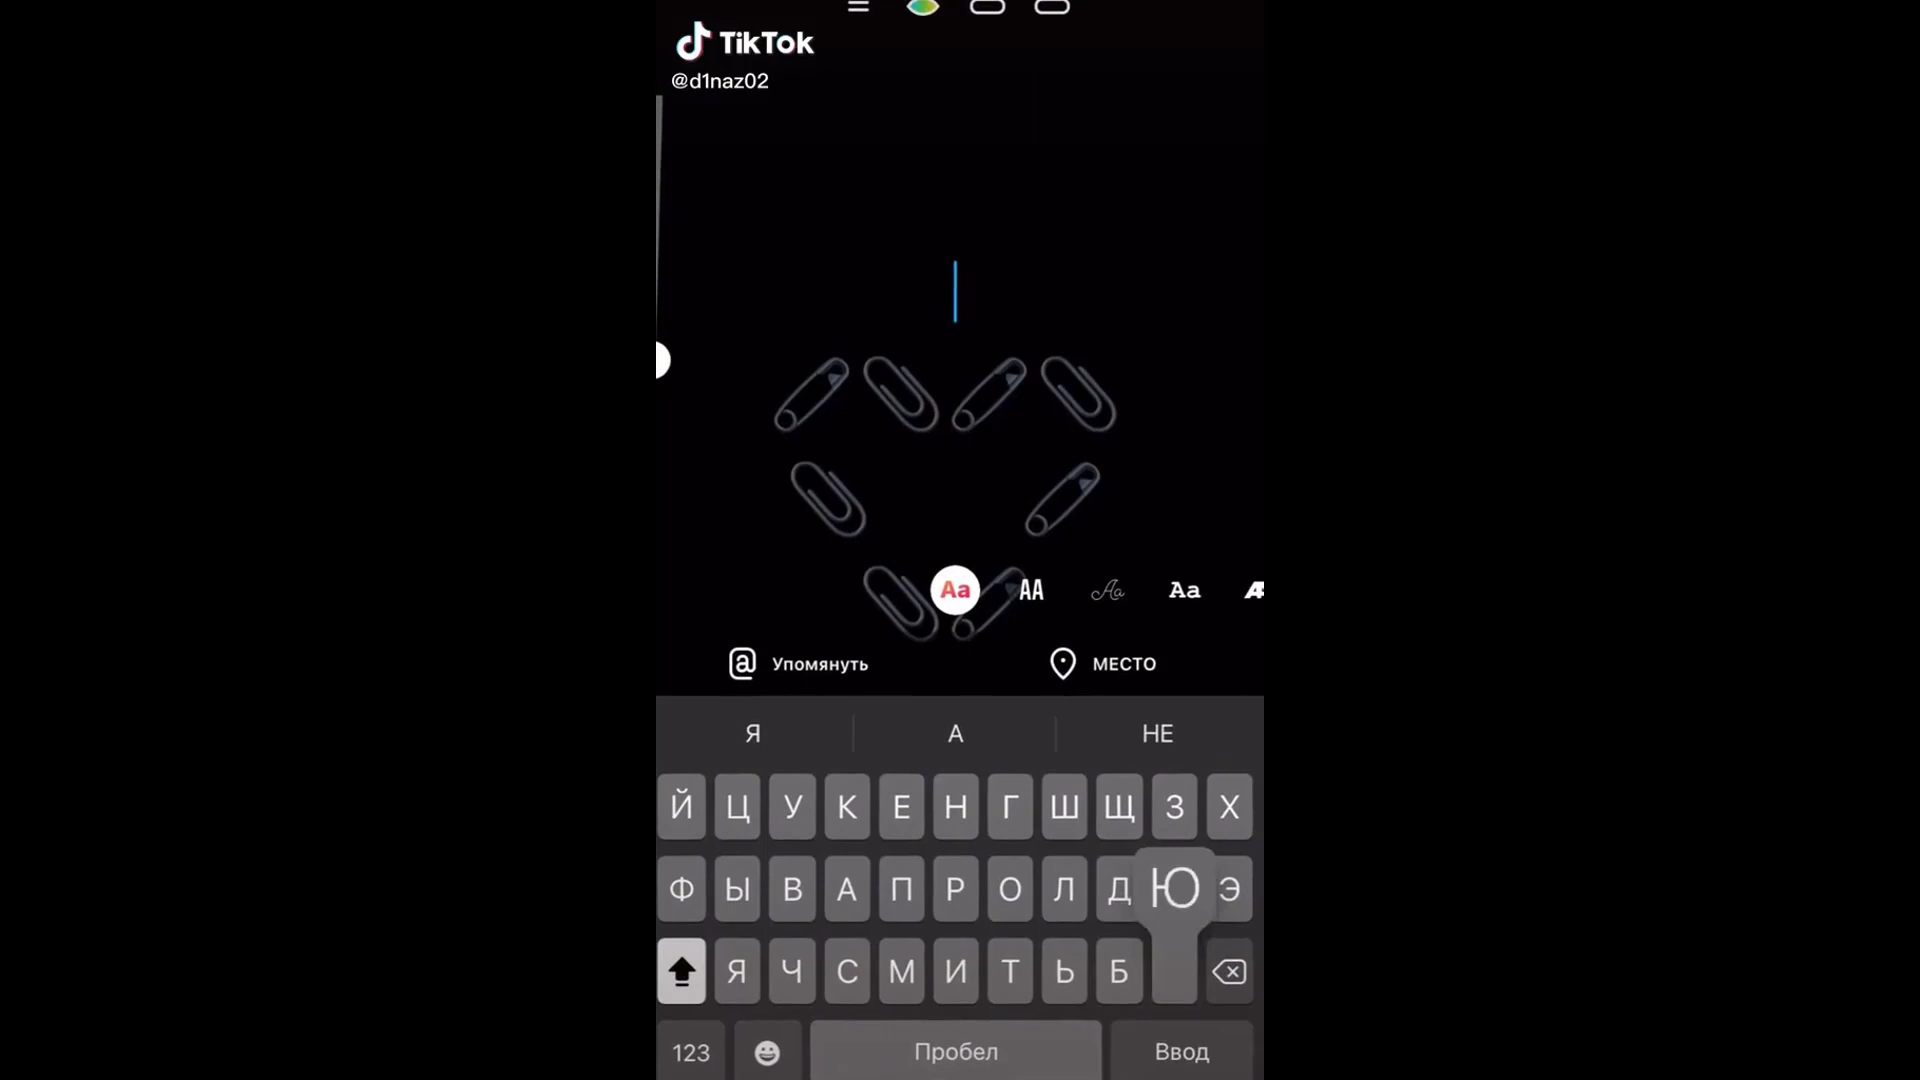 TikTok
@d1naz02
Aa AA Aa Aa
Упомянуть МЕСТО
Я А НЕ
Й Ц У К Е Н Г Ш Щ З Х
Ф Ы В А П Р О Л Д Ю Э
Я Ч С М И Т Ь Б
123 Пробел Ввод